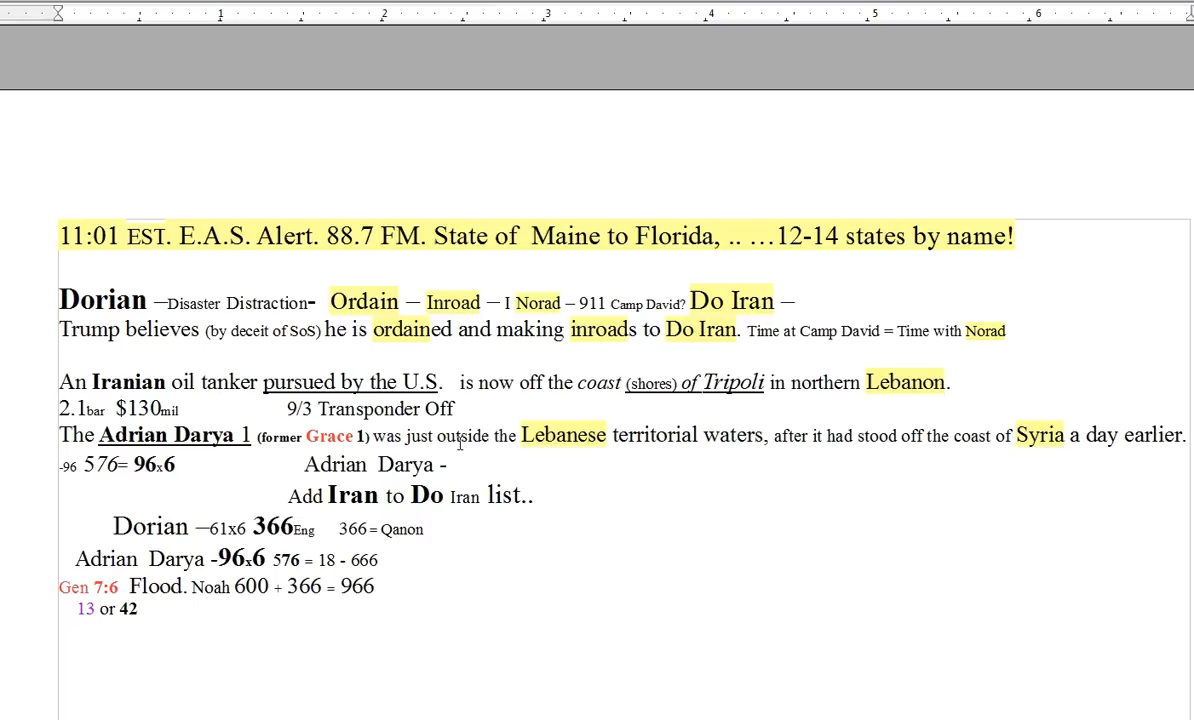 1 2 3 4 5 6
11:01 EST. E.A.S. Alert. 88.7 FM. State of Maine to Florida, .. …12-14 states by name!
Dorian –Disaster Distraction- Ordain – Inroad – I Norad – 911 Camp David? Do Iran –
Trump believes (by deceit of SoS) he is ordained and making inroads to Do Iran. Time at Camp David = Time with Norad
An Iranian oil tanker pursued by the U.S. is now off the coast (shores) of Tripoli in northern Lebanon.
2.1bar $130mil 9/3 Transponder Off
The Adrian Darya 1 (former Grace 1) was just outside the Lebanese territorial waters, after it had stood off the coast of Syria a day earlier.
-96 576= 96x6 Adrian Darya -
Add Iran to Do Iran list..
Dorian –61x6 366Eng 366 = Qanon
Adrian Darya -96x6 576 = 18 - 666
Gen 7:6 Flood. Noah 600 + 366 = 966
13 or 42